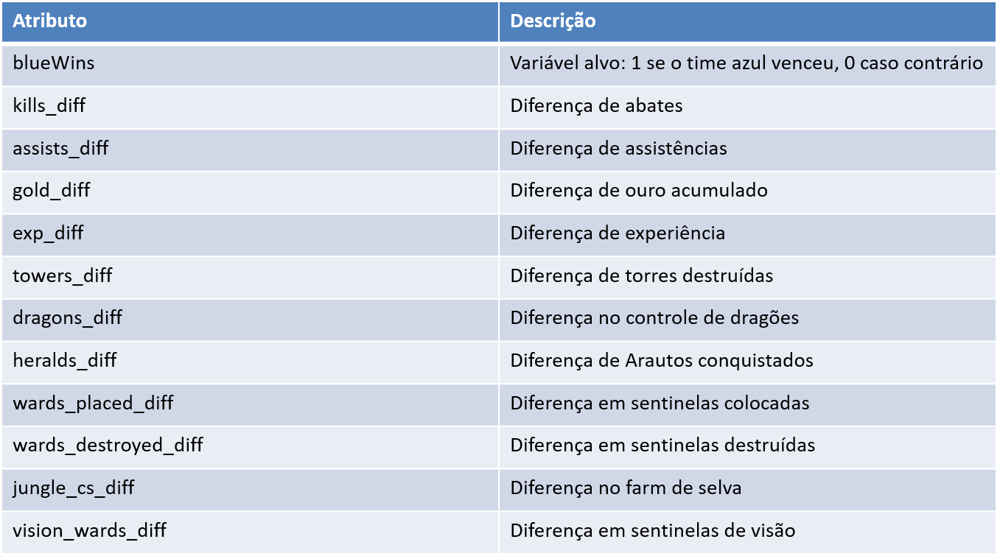 Atributo Descrição
blueWins Variável alvo: 1 se o time azul venceu, 0 caso contrário
kills_diff Diferença de abates
assists_diff Diferença de assistências
gold_diff Diferença de ouro acumulado
exp_diff Diferença de experiência
towers_diff Diferença de torres destruídas
dragons_diff Diferença no controle de dragões
heralds_diff Diferença de Arautos conquistados
wards_placed_diff Diferença em sentinelas colocadas
wards_destroyed_diff Diferença em sentinelas destruídas
jungle_cs_diff Diferença no farm de selva
vision_wards_diff Diferença em sentinelas de visão